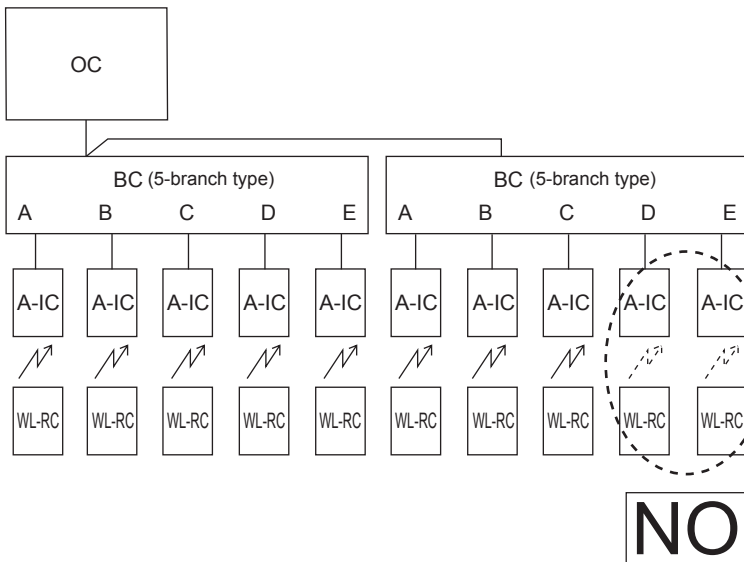 OC
BC (5-branch type) BC (5-branch type)
A B C D E A B C D E
A-IC A-IC A-IC A-IC A-IC A-IC A-IC A-IC A-IC A-IC
WL-RC WL-RC WL-RC WL-RC WL-RC WL-RC WL-RC WL-RC WL-RC WL-RC
NO